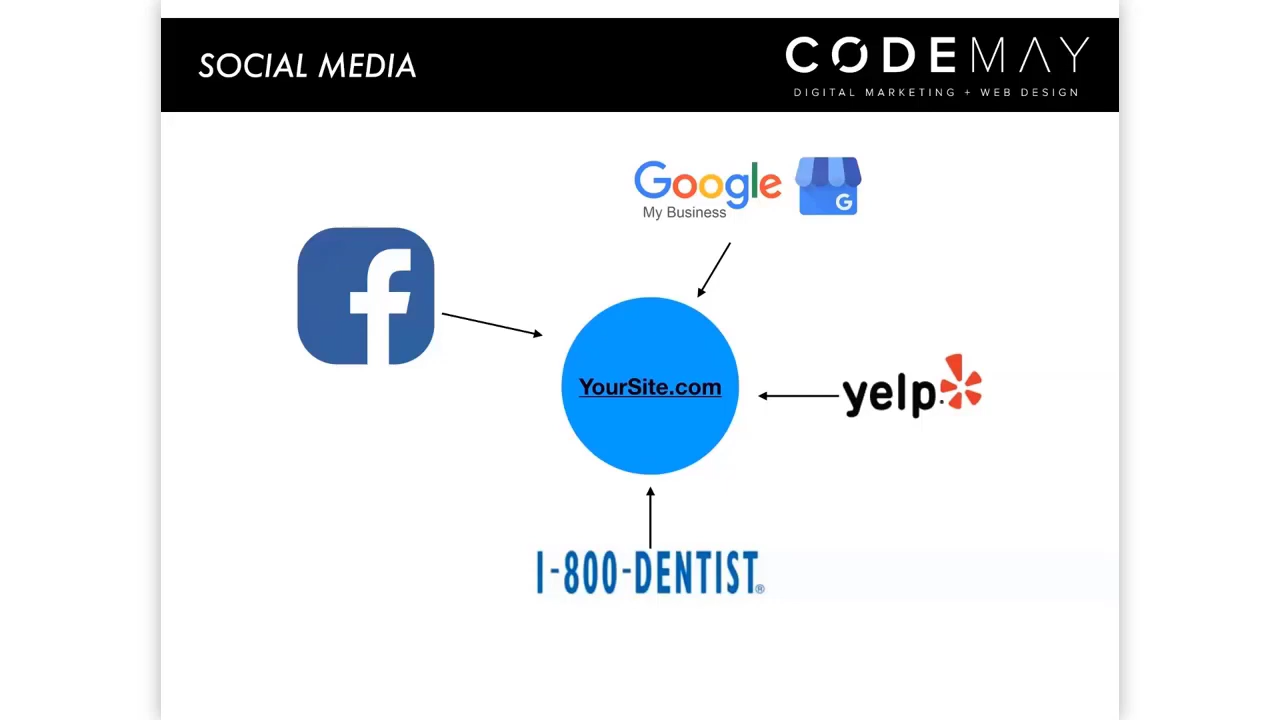 SOCIAL MEDIA
CODEMAY
DIGITAL MARKETING + WEB DESIGN
Google
My Business
G
f
YourSite.com
yelp
1-800-DENTIST®